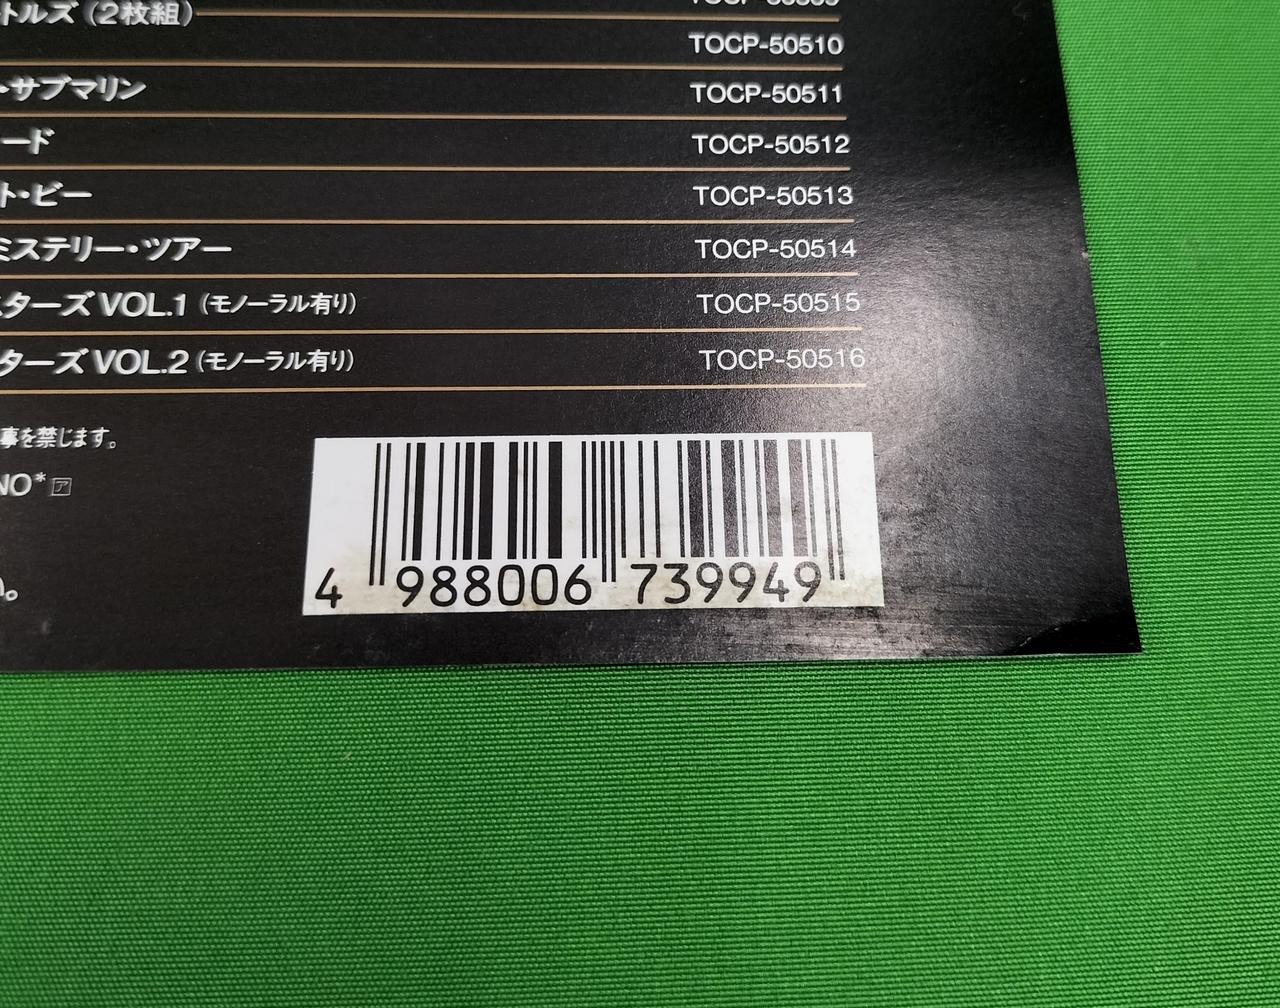 トルズ（2枚組）
TOCP-50510
・サブマリン TOCP-50511
ード TOCP-50512
ト・ビー TOCP-50513
ミステリー・ツアー TOCP-50514
ターズ VOL.1（モノーラル有り） TOCP-50515
ターズ VOL.2（モノーラル有り） TOCP-50516
事を禁じます。
NO*ア
4 988006 739949